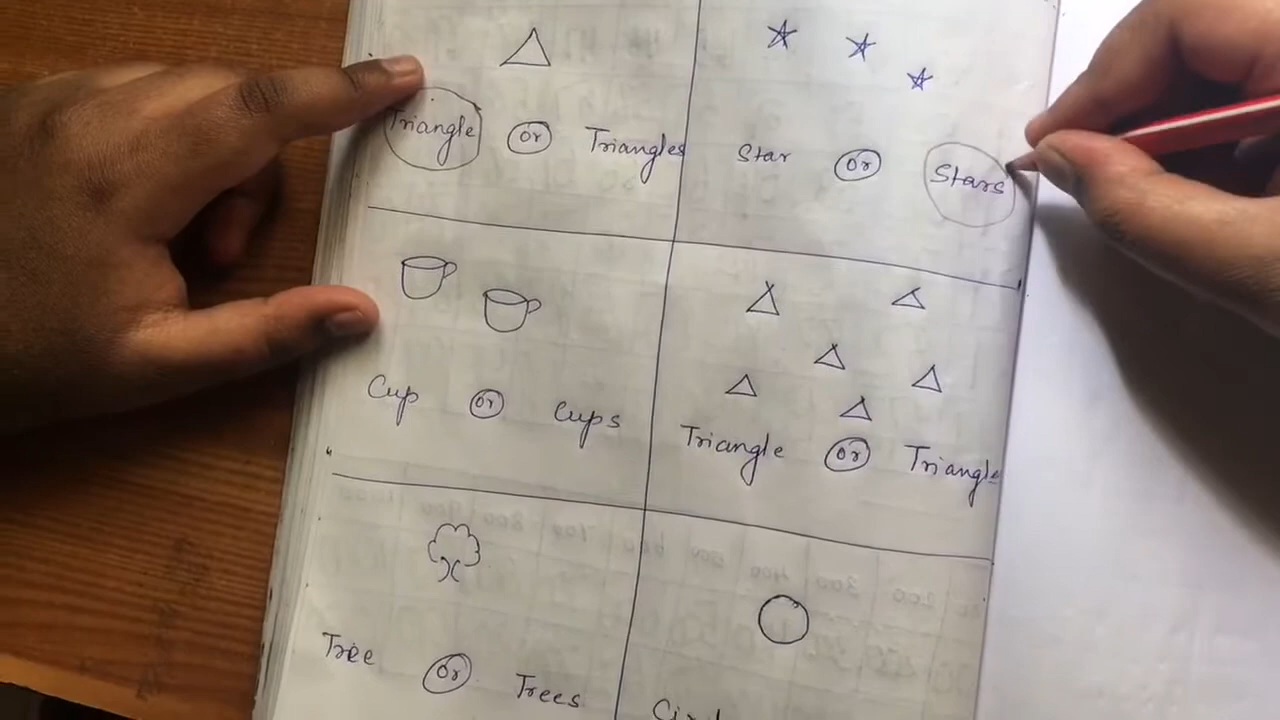 Triangle or Triangles
Star or Stars
Cup or Cups
Triangle or Triangle
Tree or Trees